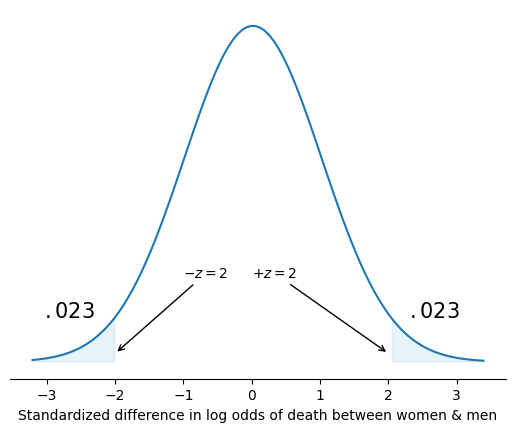 −z = 2 +z = 2
.023 .023
−3 −2 −1 0 1 2 3
Standardized difference in log odds of death between women & men